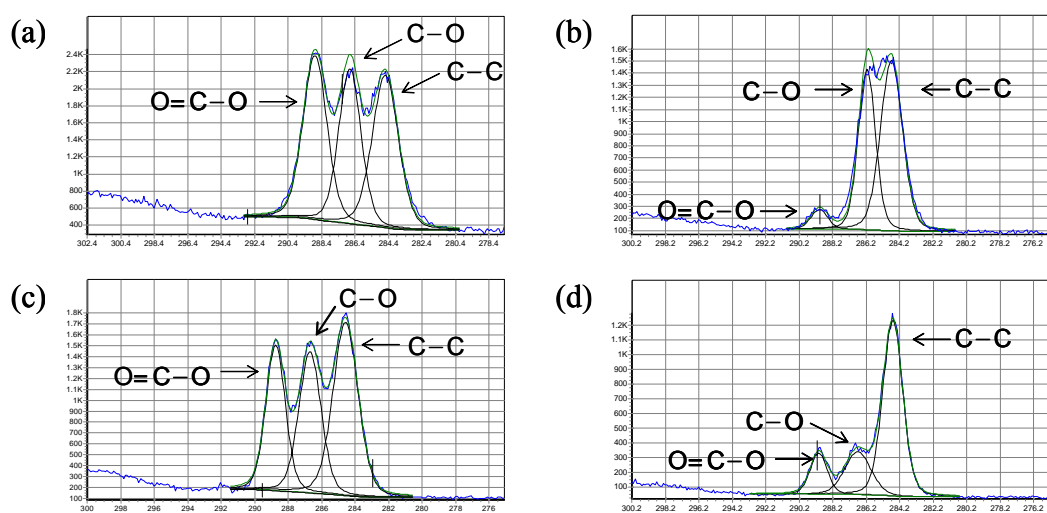 (a)
C–O
C–C
O=C–O
2.4K
2.2K
2K
1.8K
1.6K
1.4K
1.2K
1K
800
600
400
302.4 300.4 298.4 296.4 294.4 292.4 290.4 288.4 286.4 284.4 282.4 280.4 278.4
(b)
C–O
C–C
O=C–O
1.6K
1.5K
1.4K
1.3K
1.2K
1.1K
1K
900
800
700
600
500
400
300
200
100
300.2 298.2 296.2 294.2 292.2 290.2 288.2 286.2 284.2 282.2 280.2 278.2 276.2
(c)
C–O
C–C
O=C–O
1.8K
1.7K
1.6K
1.5K
1.4K
1.3K
1.2K
1.1K
1K
900
800
700
600
500
400
300
200
100
300 298 296 294 292 290 288 286 284 282 280 278 276
(d)
C–C
C–O
O=C–O
1.2K
1.1K
1K
900
800
700
600
500
400
300
200
100
300.2 298.2 296.2 294.2 292.2 290.2 288.2 286.2 284.2 282.2 280.2 278.2 276.2